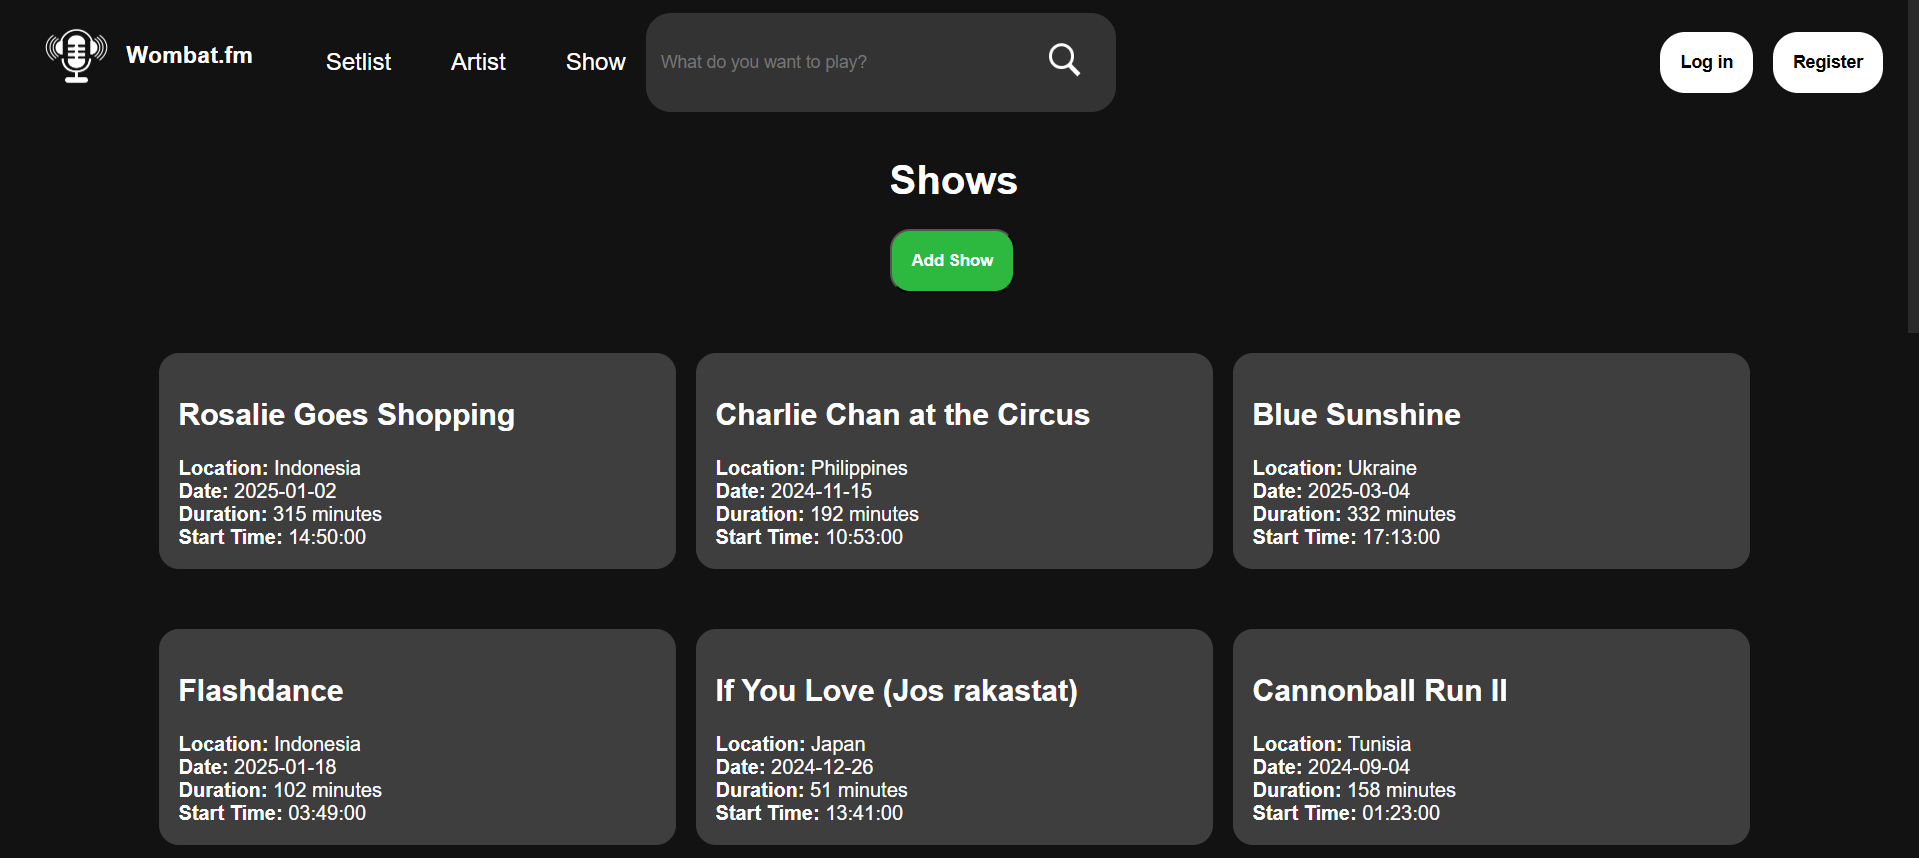 Wombat.fm
Setlist
Artist
Show
What do you want to play?
Log in
Register
Shows
Add Show
Rosalie Goes Shopping
Location: Indonesia
Date: 2025-01-02
Duration: 315 minutes
Start Time: 14:50:00
Charlie Chan at the Circus
Location: Philippines
Date: 2024-11-15
Duration: 192 minutes
Start Time: 10:53:00
Blue Sunshine
Location: Ukraine
Date: 2025-03-04
Duration: 332 minutes
Start Time: 17:13:00
Flashdance
Location: Indonesia
Date: 2025-01-18
Duration: 102 minutes
Start Time: 03:49:00
If You Love (Jos rakastat)
Location: Japan
Date: 2024-12-26
Duration: 51 minutes
Start Time: 13:41:00
Cannonball Run II
Location: Tunisia
Date: 2024-09-04
Duration: 158 minutes
Start Time: 01:23:00